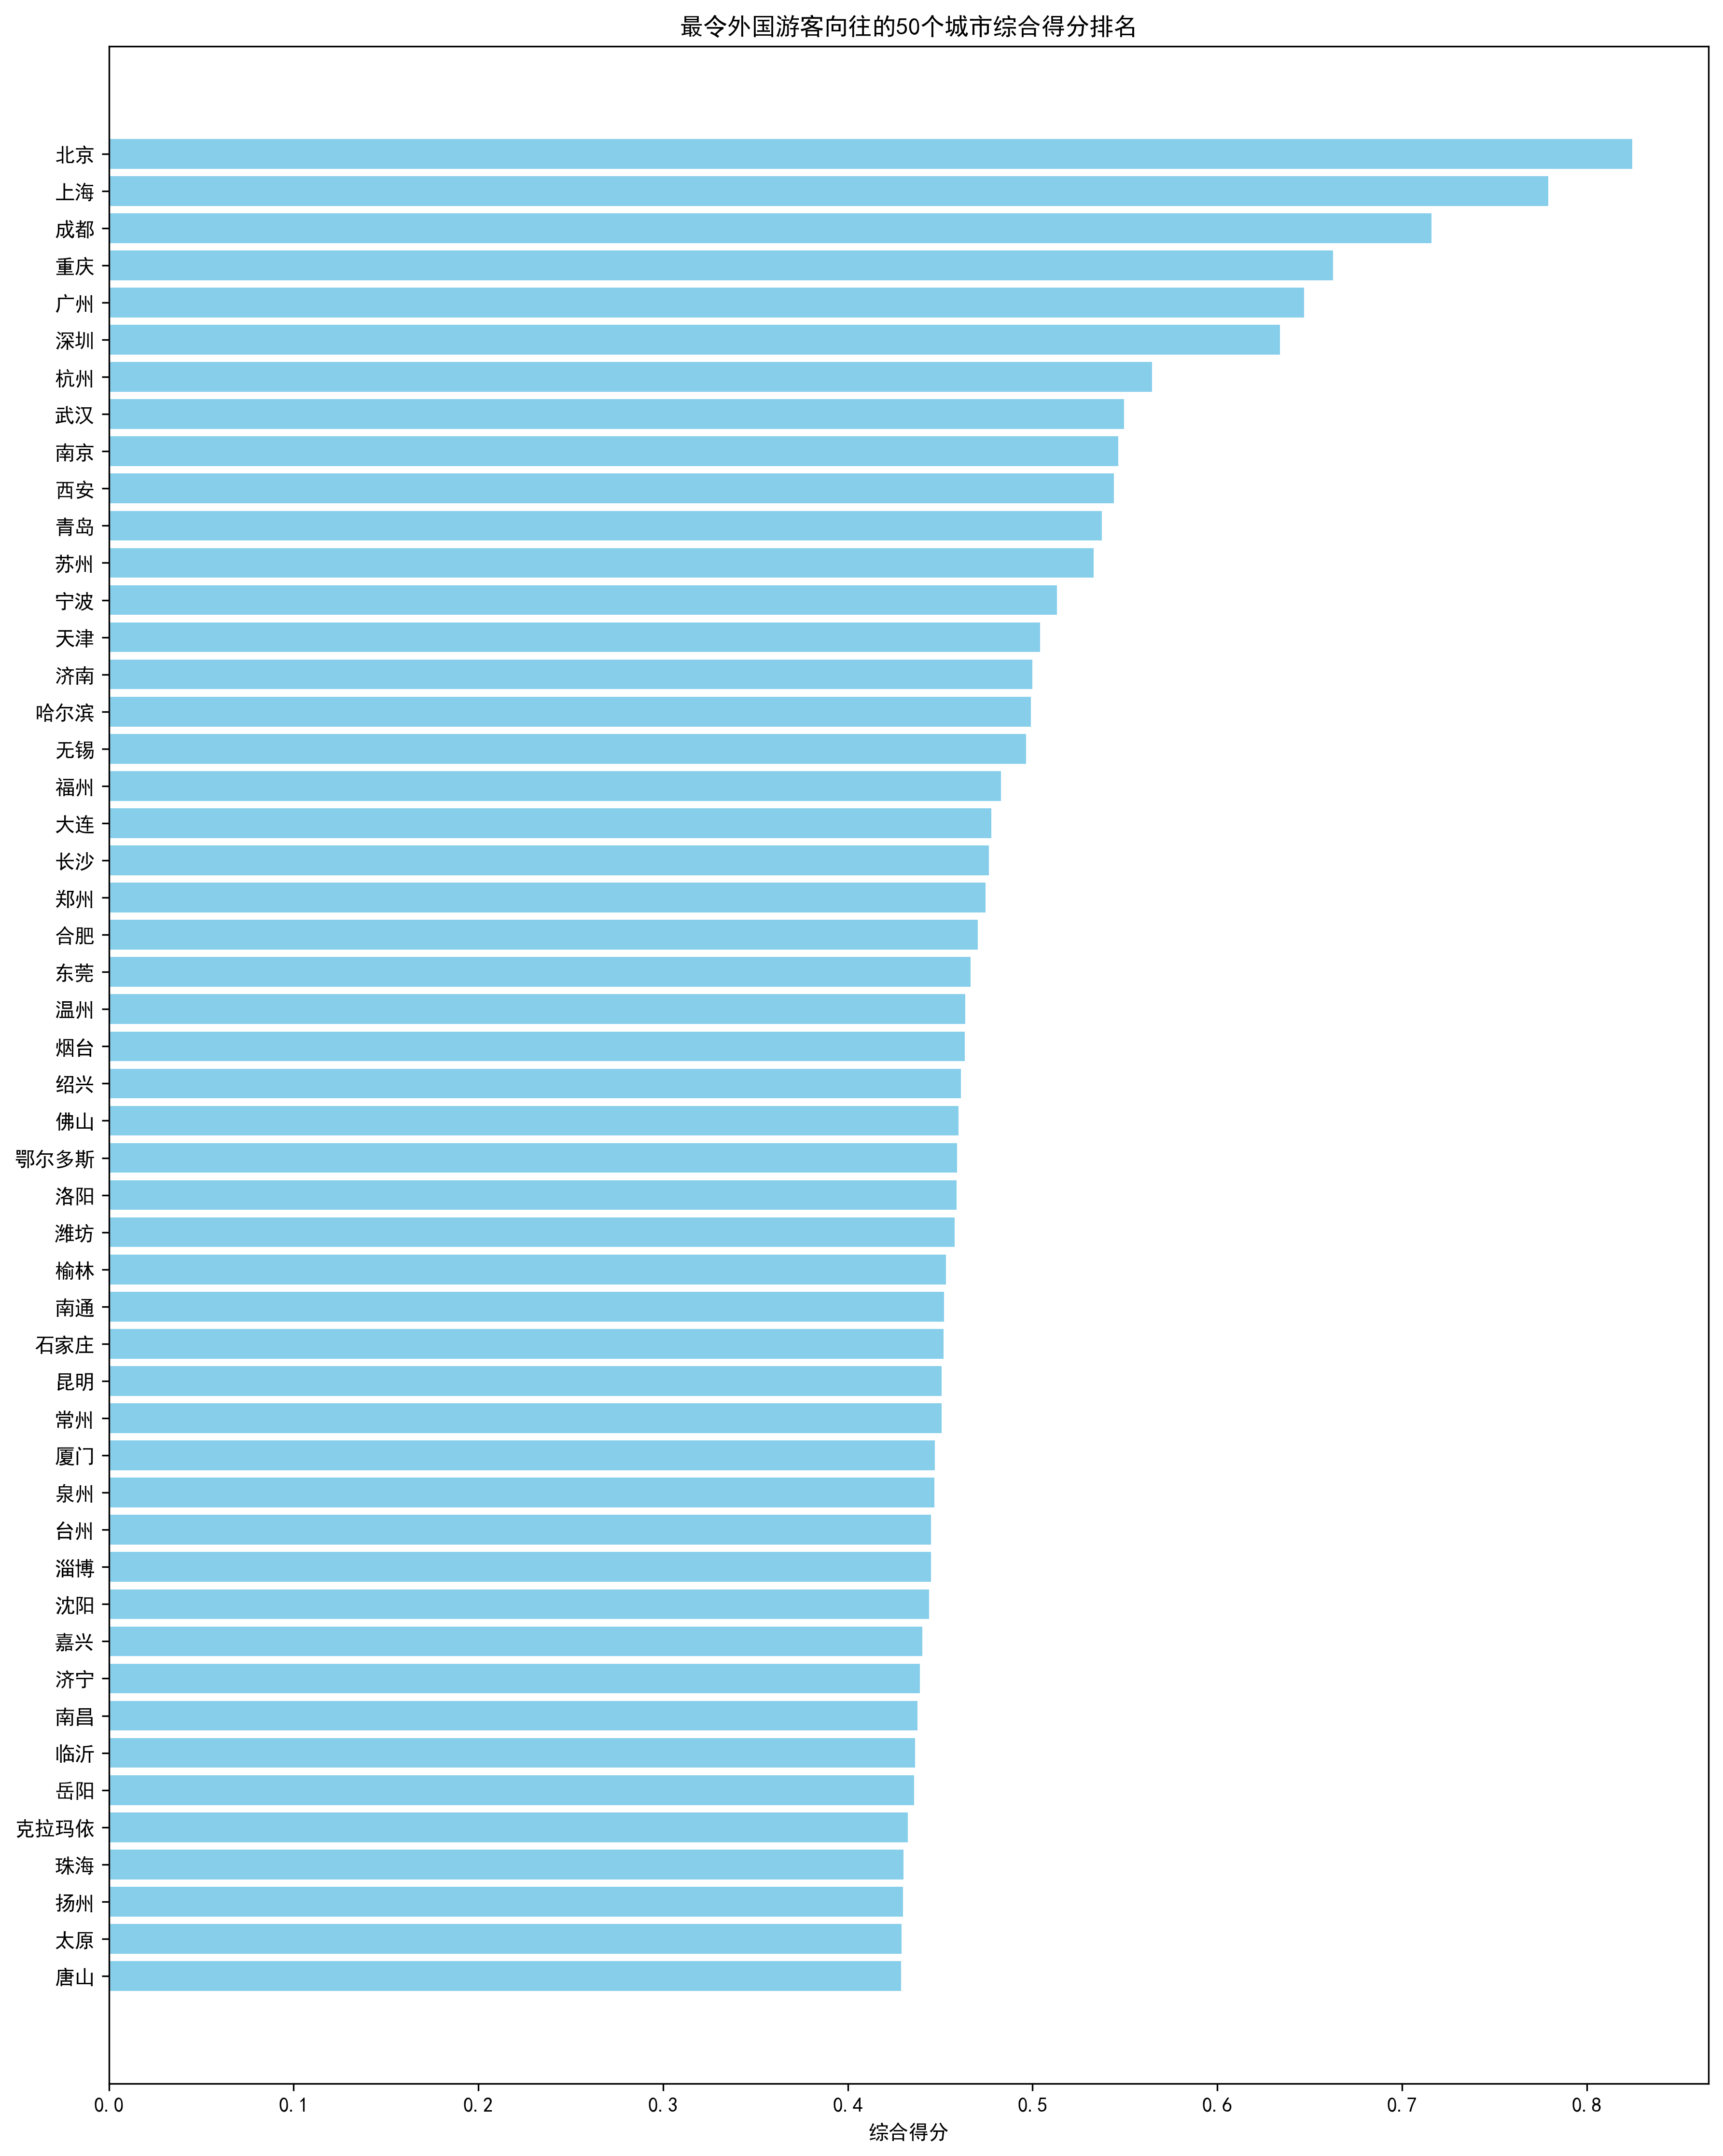 最令外国游客向往的50个城市综合得分排名
北京
上海
成都
重庆
广州
深圳
杭州
武汉
南京
西安
青岛
苏州
宁波
天津
济南
哈尔滨
无锡
福州
大连
长沙
郑州
合肥
东莞
温州
烟台
绍兴
佛山
鄂尔多斯
洛阳
潍坊
榆林
南通
石家庄
昆明
常州
厦门
泉州
台州
淄博
沈阳
嘉兴
济宁
南昌
临沂
岳阳
克拉玛依
珠海
扬州
太原
唐山
0.0 0.1 0.2 0.3 0.4 0.5 0.6 0.7 0.8
综合得分